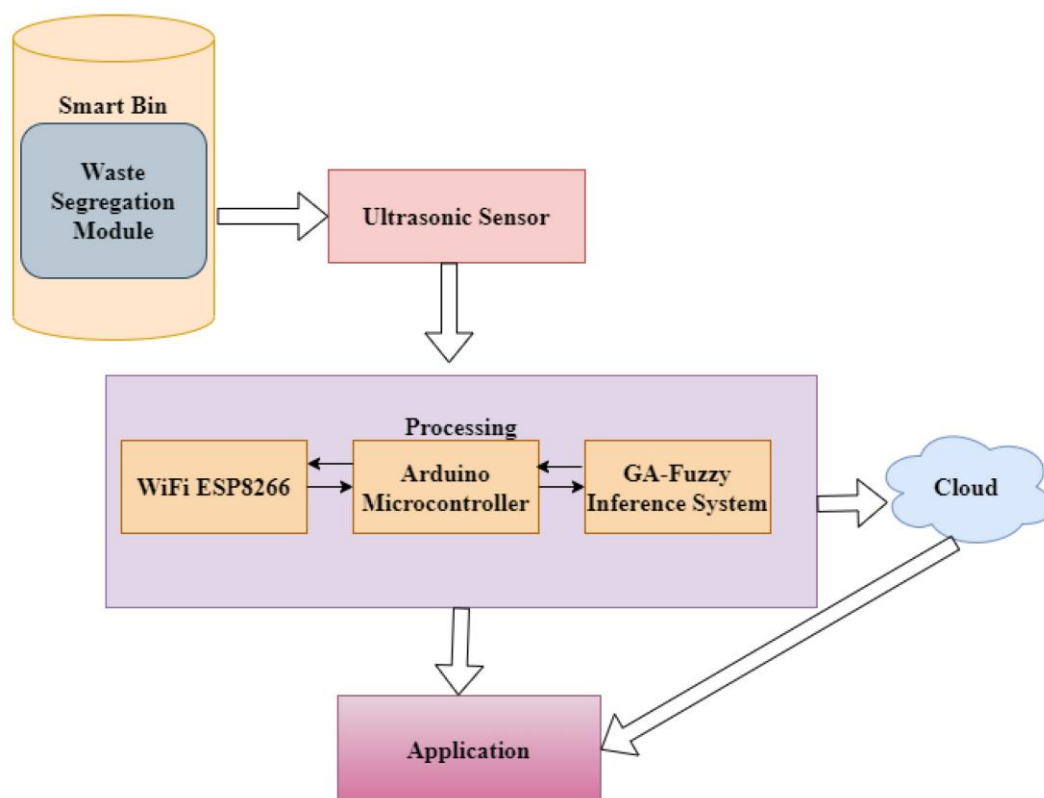 Smart Bin
Waste
Segregation
Module
Ultrasonic Sensor
Processing
WiFi ESP8266
Arduino
Microcontroller
GA-Fuzzy
Inference System
Cloud
Application